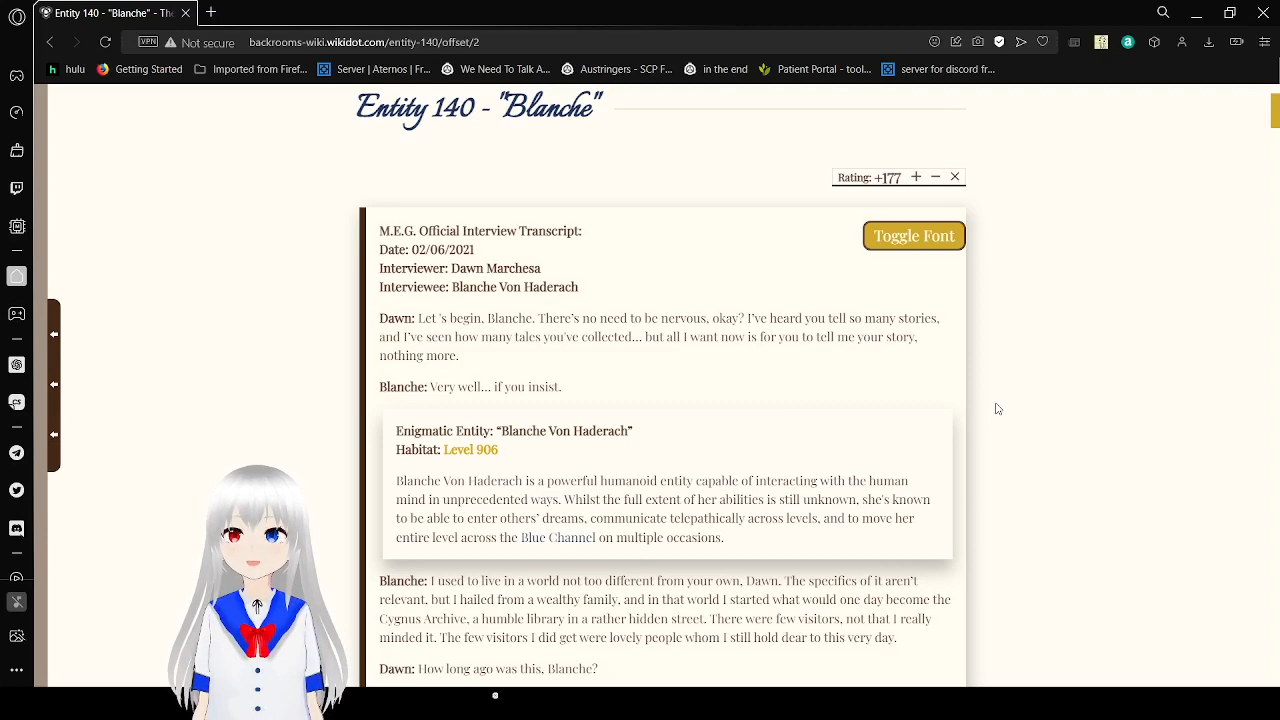 Entity 140 - "Blanche" - The
VPN
Not secure
backrooms-wiki.wikidot.com/entity-140/offset/2
hulu
Getting Started
Imported from Firef...
Server | Aternos | Fr...
We Need To Talk A...
Austringers - SCP F...
in the end
Patient Portal - tool...
server for discord fr...
Entity 140 - "Blanche"
Rating: +177 + − ×
M.E.G. Official Interview Transcript:
Toggle Font
Date: 02/06/2021
Interviewer: Dawn Marchesa
Interviewee: Blanche Von Haderach
Dawn: Let 's begin, Blanche. There's no need to be nervous, okay? I've heard you tell so many stories,
and I've seen how many tales you've collected... but all I want now is for you to tell me your story,
nothing more.
Blanche: Very well... if you insist.
Enigmatic Entity: “Blanche Von Haderach”
Habitat: Level 906
Blanche Von Haderach is a powerful humanoid entity capable of interacting with the human
mind in unprecedented ways. Whilst the full extent of her abilities is still unknown, she's known
to be able to enter others’ dreams, communicate telepathically across levels, and to move her
entire level across the Blue Channel on multiple occasions.
Blanche: I used to live in a world not too different from your own, Dawn. The specifics of it aren’t
relevant, but I hailed from a wealthy family, and in that world I started what would one day become the
Cygnus Archive, a humble library in a rather hidden street. There were few visitors, not that I really
minded it. The few visitors I did get were lovely people whom I still hold dear to this very day.
Dawn: How long ago was this, Blanche?